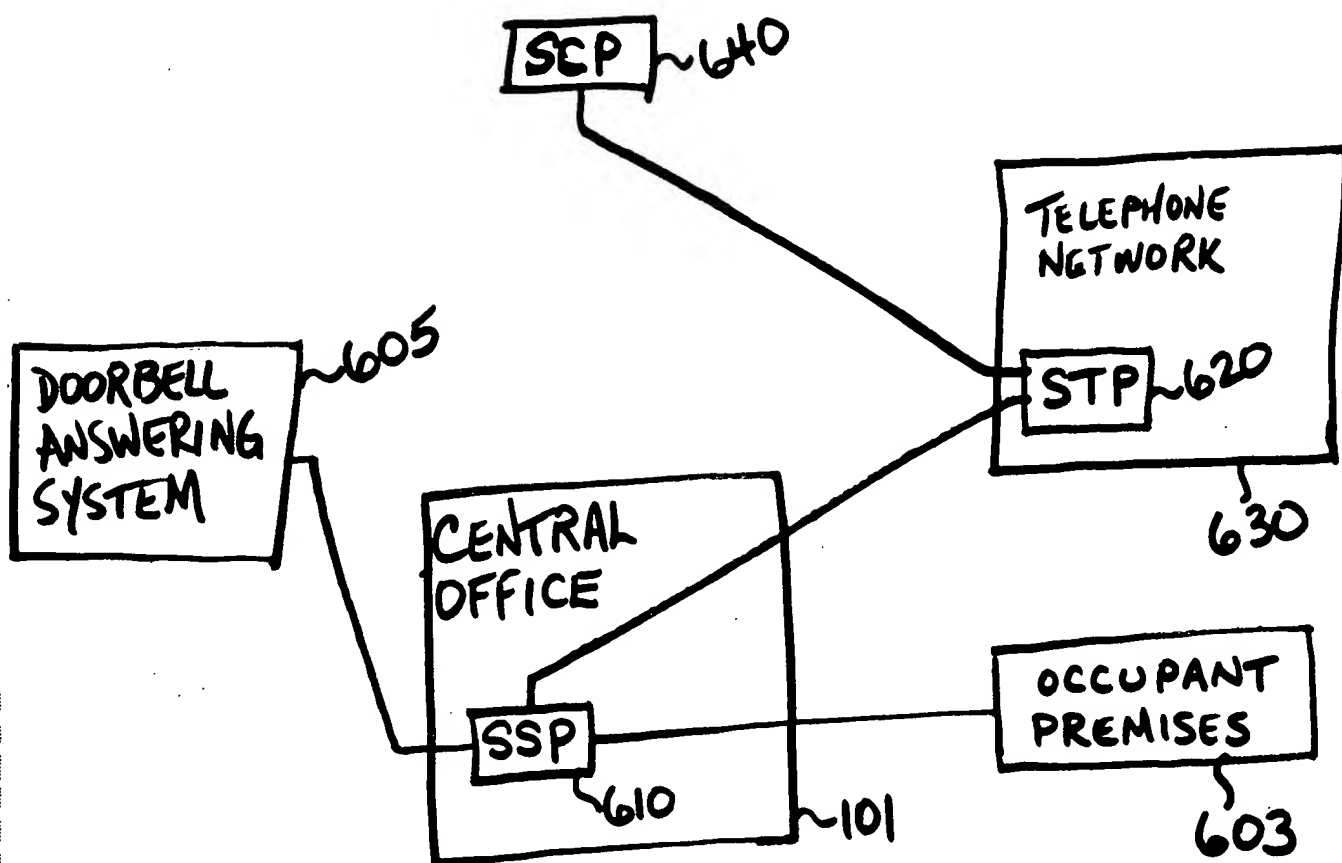 SCP
640
TELEPHONE
NETWORK
STP
620
630
605
DOORBELL
ANSWERING
SYSTEM
CENTRAL
OFFICE
SSP
610
101
OCCUPANT
PREMISES
603